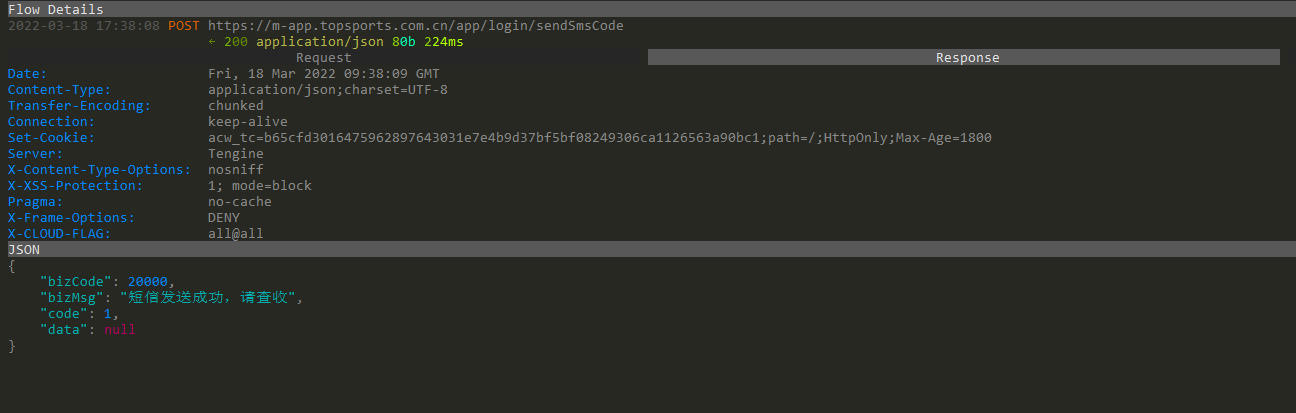 Flow Details
2022-03-18 17:38:08 POST https://m-app.topsports.com.cn/app/login/sendSmsCode
← 200 application/json 80b 224ms
Request Response
Date: Fri, 18 Mar 2022 09:38:09 GMT
Content-Type: application/json;charset=UTF-8
Transfer-Encoding: chunked
Connection: keep-alive
Set-Cookie: acw_tc=b65cfd3016475962897643031e7e4b9d37bf5bf08249306ca1126563a90bc1;path=/;HttpOnly;Max-Age=1800
Server: Tengine
X-Content-Type-Options: nosniff
X-XSS-Protection: 1; mode=block
Pragma: no-cache
X-Frame-Options: DENY
X-CLOUD-FLAG: all@all
JSON
{
    "bizCode": 20000,
    "bizMsg": "短信发送成功，请查收",
    "code": 1,
    "data": null
}